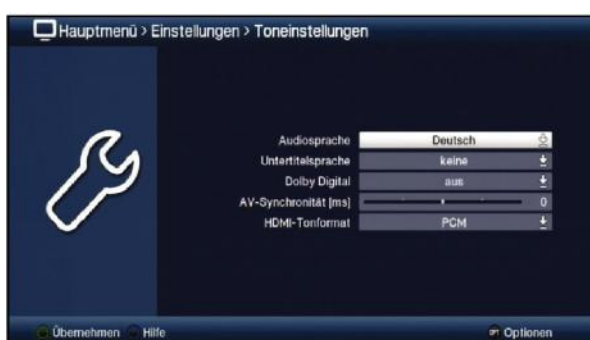 Hauptmenü > Einstellungen > Toneinstellungen
Audiosprache Deutsch
Untertitelsprache keine
Dolby Digital aus
AV-Synchronität [ms] 0
HDMI-Tonformat PCM
Übernehmen Hilfe OPT Optionen